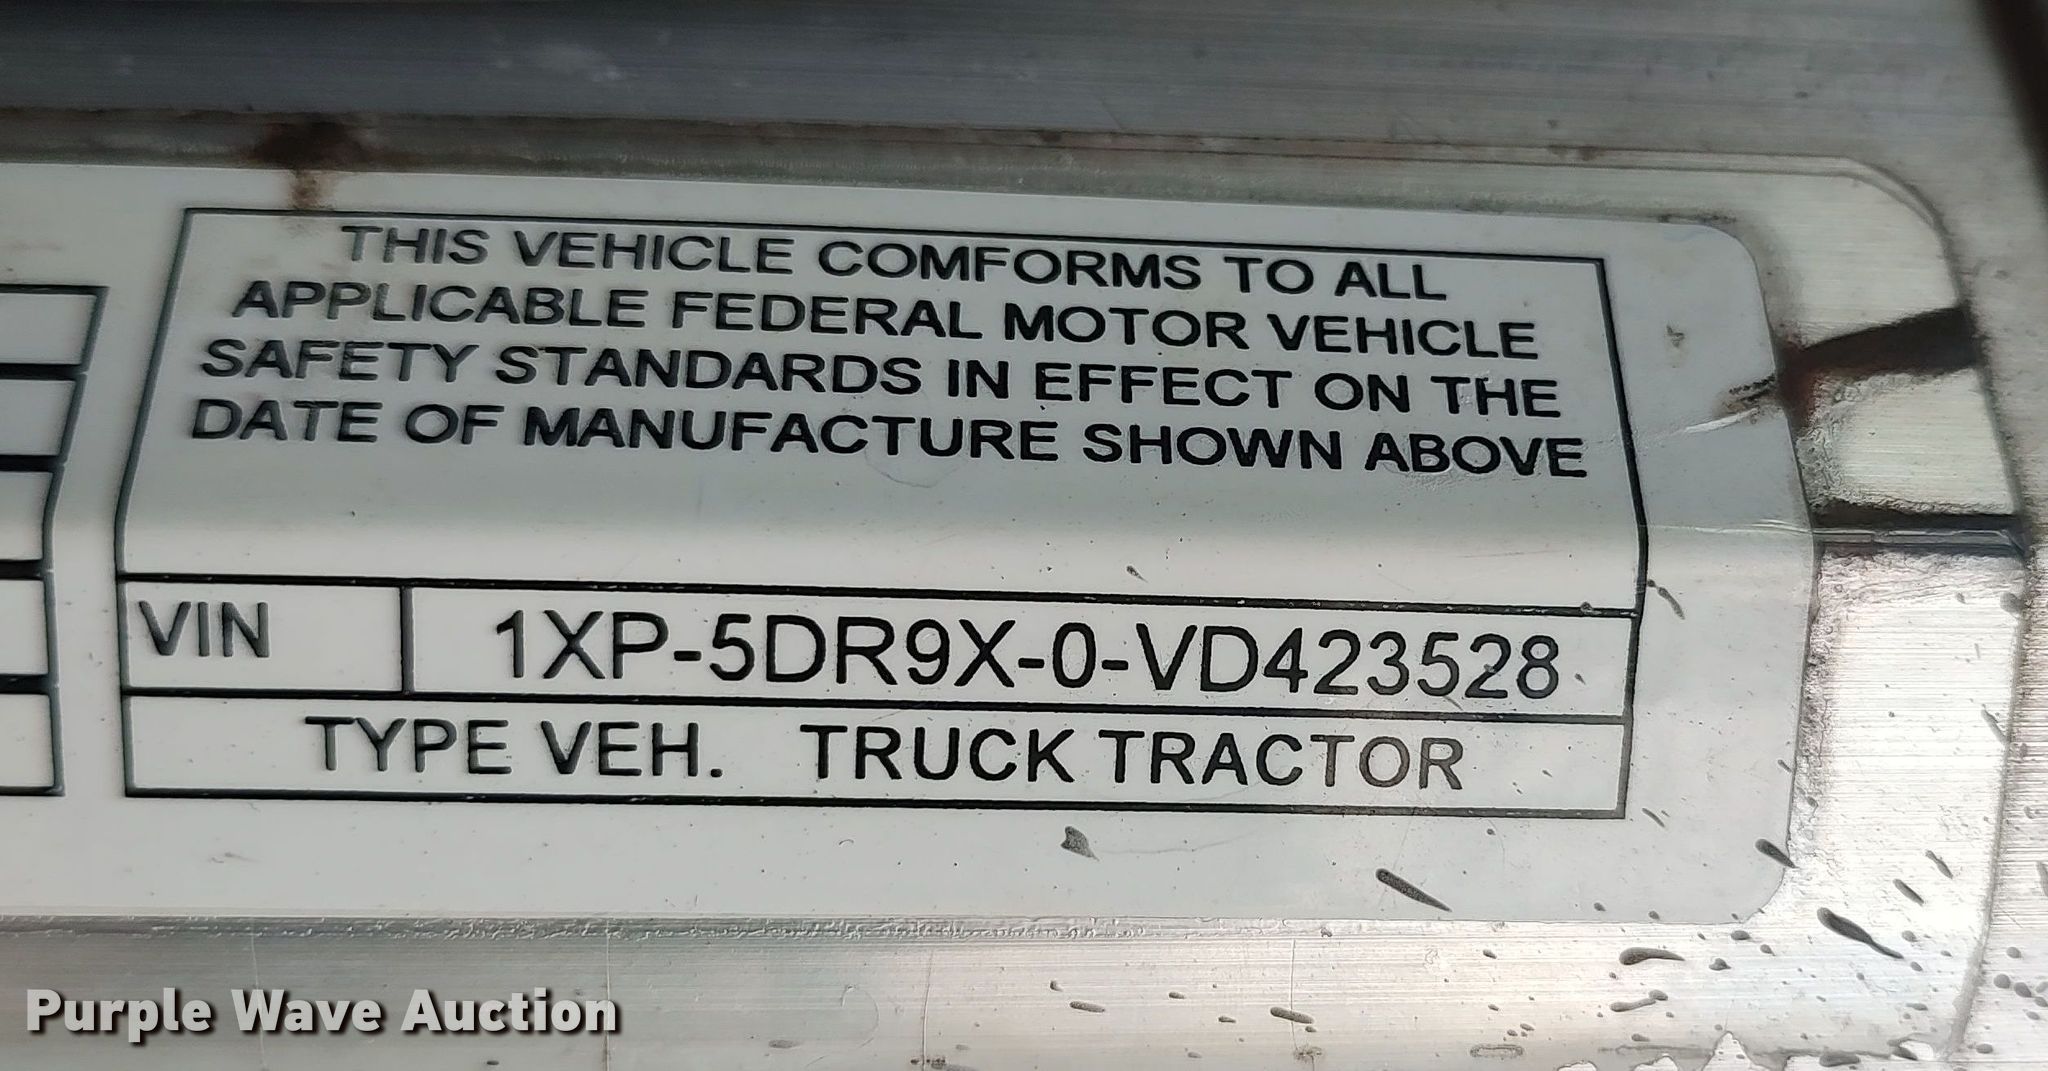 THIS VEHICLE COMFORMS TO ALL
APPLICABLE FEDERAL MOTOR VEHICLE
SAFETY STANDARDS IN EFFECT ON THE
DATE OF MANUFACTURE SHOWN ABOVE
VIN 1XP-5DR9X-0-VD423528
TYPE VEH. TRUCK TRACTOR
Purple Wave Auction